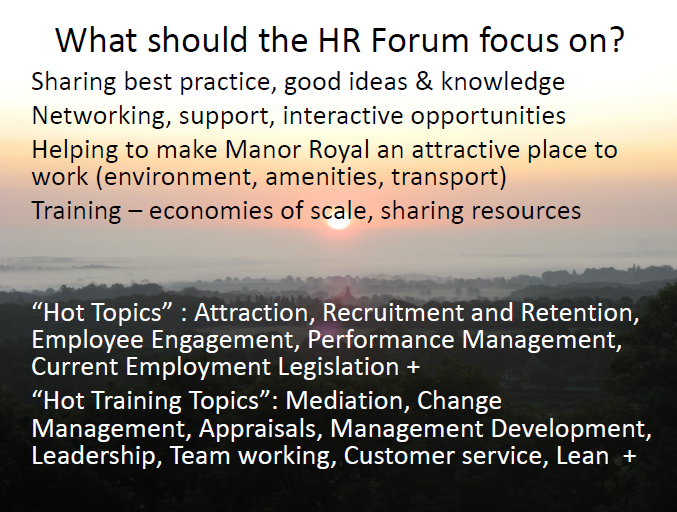 What should the HR Forum focus on?
Sharing best practice, good ideas & knowledge
Networking, support, interactive opportunities
Helping to make Manor Royal an attractive place to
work (environment, amenities, transport)
Training – economies of scale, sharing resources
“Hot Topics” : Attraction, Recruitment and Retention,
Employee Engagement, Performance Management,
Current Employment Legislation +
“Hot Training Topics”: Mediation, Change
Management, Appraisals, Management Development,
Leadership, Team working, Customer service, Lean  +